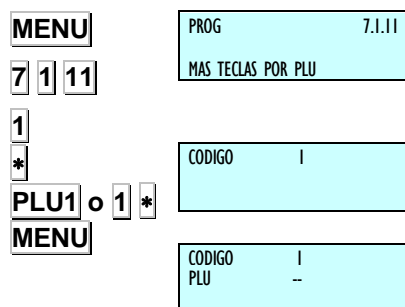 MENU
7 1 11
1
*
PLU1 o 1 *
MENU
PROG 7.1.11
MAS TECLAS POR PLU
CODIGO 1
CODIGO 1
PLU --